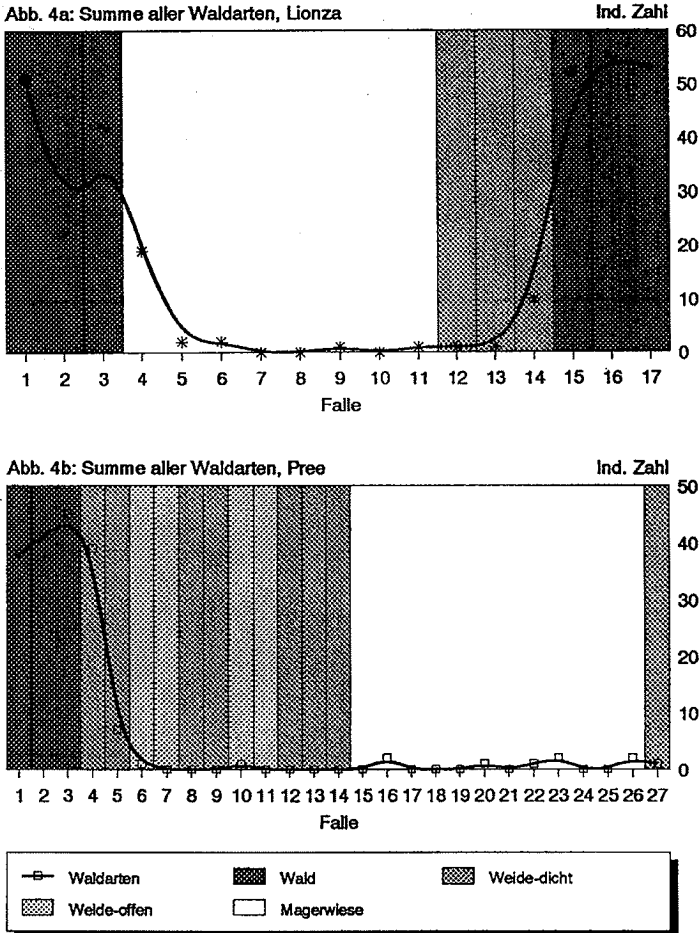 Abb. 4a: Summe aller Waldarten, Lionza Ind. Zahl
60
50
40
30
20
10
0
1 2 3 4 5 6 7 8 9 10 11 12 13 14 15 16 17
Falle
Abb. 4b: Summe aller Waldarten, Pree Ind. Zahl
50
40
30
20
10
0
1 2 3 4 5 6 7 8 9 10 11 12 13 14 15 16 17 18 19 20 21 22 23 24 25 26 27
Falle
Waldarten Wald Weide-dicht
Weide-offen Magerwiese